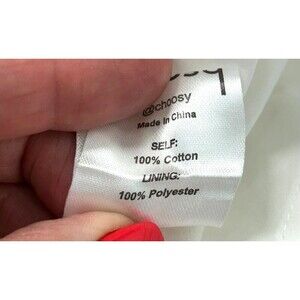 @choosy
Made in China
SELF:
100% Cotton
LINING:
100% Polyester